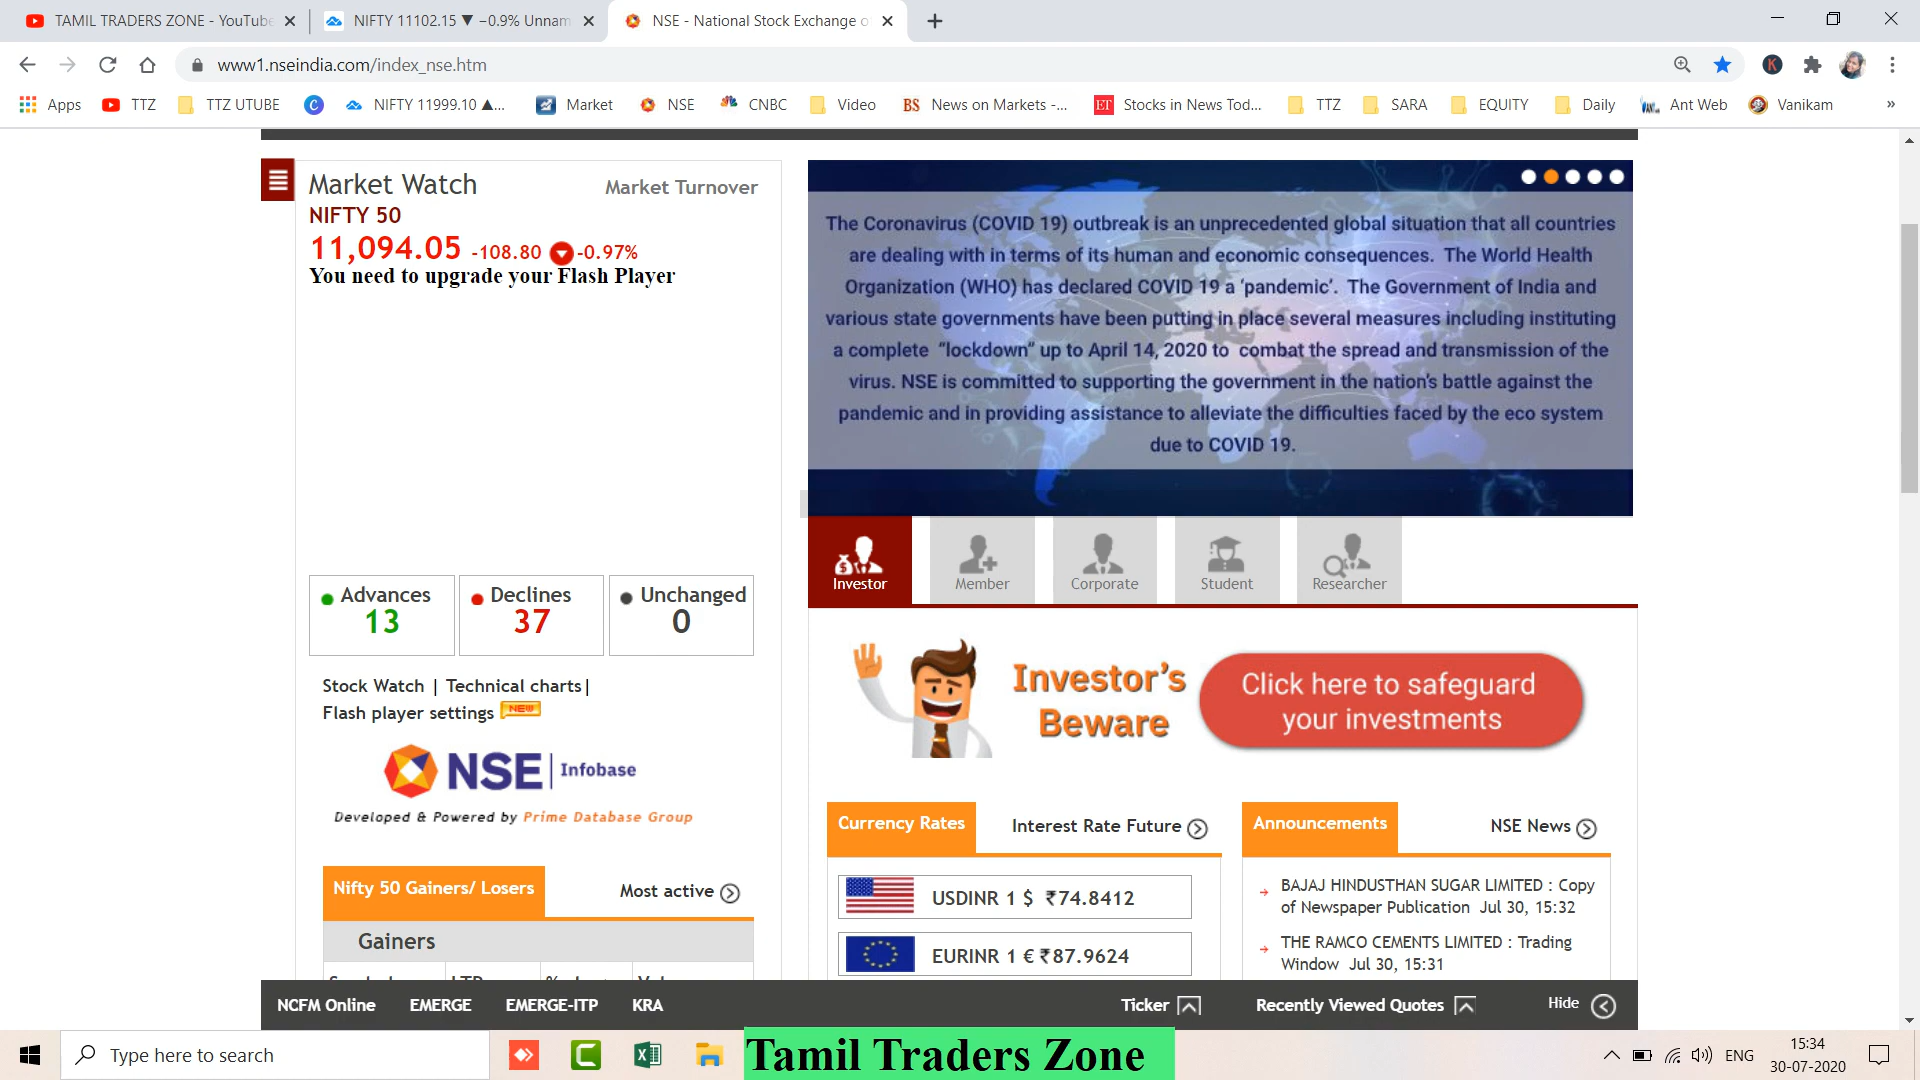 TAMIL TRADERS ZONE - YouTube
NIFTY 11102.15 ▼ −0.9% Unnam
NSE - National Stock Exchange o
www1.nseindia.com/index_nse.htm
K
Apps
TTZ
TTZ UTUBE
C
NIFTY 11999.10 ▲...
Market
NSE
CNBC
Video
BS News on Markets -...
ET Stocks in News Tod...
TTZ
SARA
EQUITY
Daily
Ant Web
Vanikam
»
Market Watch
Market Turnover
NIFTY 50
11,094.05 -108.80 -0.97%
You need to upgrade your Flash Player
The Coronavirus (COVID 19) outbreak is an unprecedented global situation that all countries
are dealing with in terms of its human and economic consequences. The World Health
Organization (WHO) has declared COVID 19 a ‘pandemic’. The Government of India and
various state governments have been putting in place several measures including instituting
a complete “lockdown” up to April 14, 2020 to combat the spread and transmission of the
virus. NSE is committed to supporting the government in the nation’s battle against the
pandemic and in providing assistance to alleviate the difficulties faced by the eco system
due to COVID 19.
Investor
Member
Corporate
Student
Researcher
Advances
13
Declines
37
Unchanged
0
Stock Watch | Technical charts|
Flash player settings NEW
NSE | Infobase
Developed & Powered by Prime Database Group
Investor’s
Beware
Click here to safeguard
your investments
Nifty 50 Gainers/ Losers
Most active
Gainers
Currency Rates
Interest Rate Future
USDINR 1 $ ₹74.8412
EURINR 1 € ₹87.9624
Announcements
NSE News
BAJAJ HINDUSTHAN SUGAR LIMITED : Copy
of Newspaper Publication Jul 30, 15:32
THE RAMCO CEMENTS LIMITED : Trading
Window Jul 30, 15:31
NCFM Online
EMERGE
EMERGE-ITP
KRA
Ticker
Recently Viewed Quotes
Hide
Type here to search
Tamil Traders Zone
ENG
15:34
30-07-2020